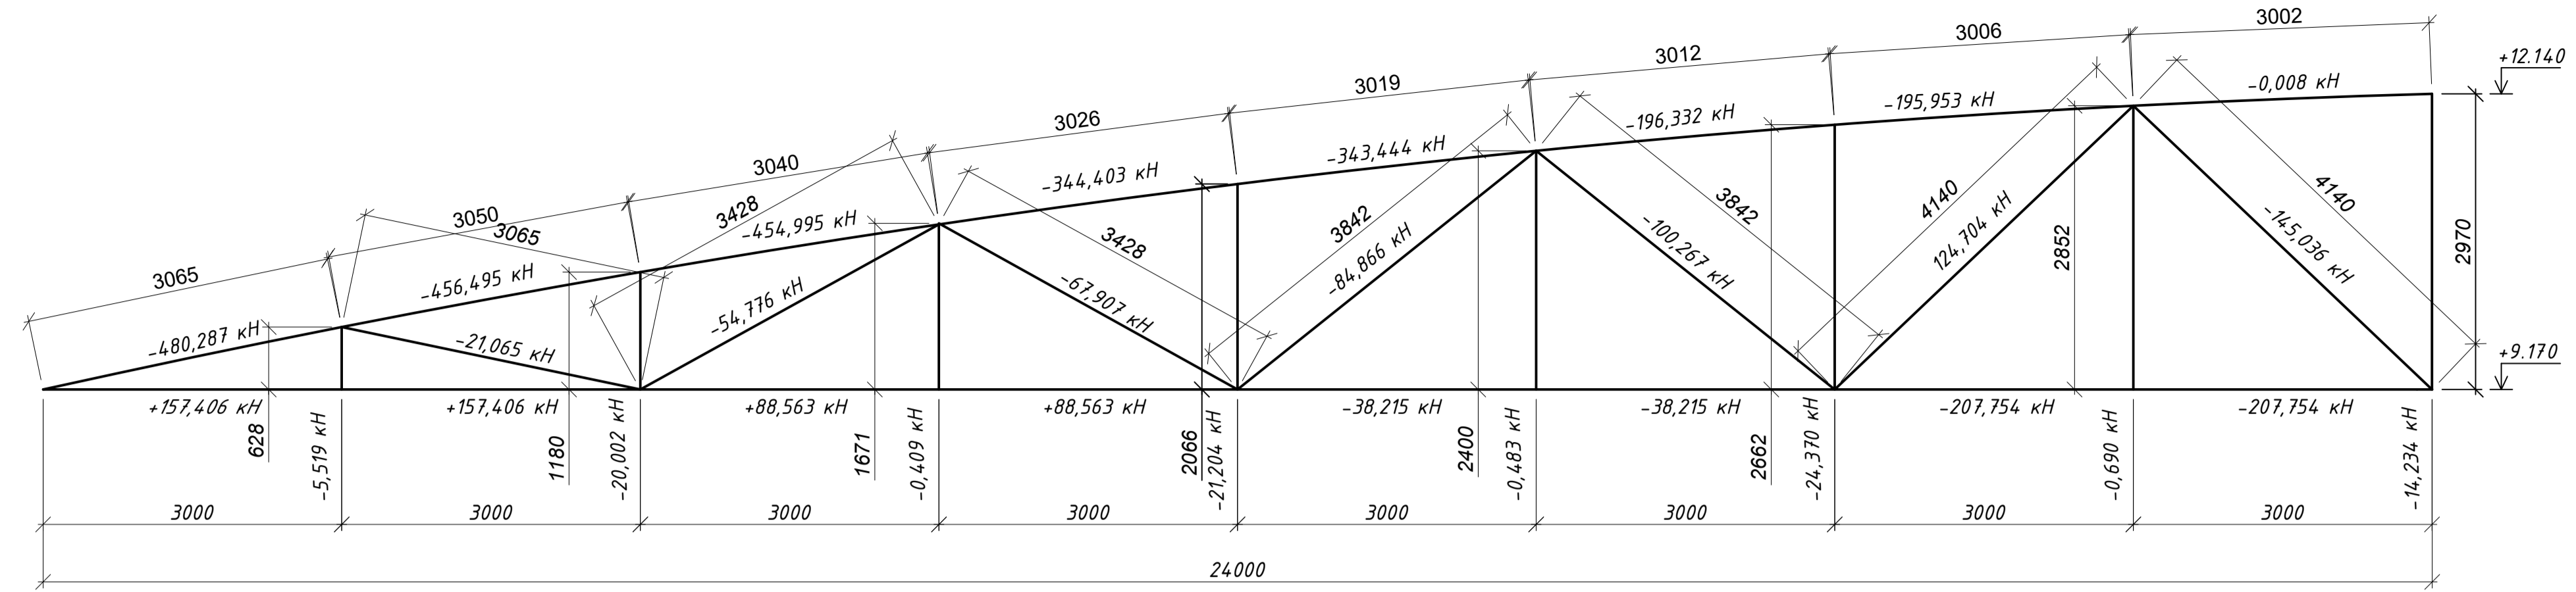 3002
3006
3012
3019
3026
3040
3050
3065
3065
3428
3428
3842
3842
4140
4140
+12.140
-0,008 кН
-195,953 кН
-196,332 кН
-343,444 кН
-344,403 кН
-454,995 кН
-456,495 кН
-480,287 кН
-21,065 кН
-54,776 кН
-67,907 кН
-84,866 кН
-100,267 кН
124,704 кН
-145,036 кН
2852
2970
+9.170
+157,406 кН
+157,406 кН
+88,563 кН
+88,563 кН
-38,215 кН
-38,215 кН
-207,754 кН
-207,754 кН
628
-5,519 кН
1180
-20,002 кН
1671
-0,409 кН
2066
-21,204 кН
2400
-0,483 кН
2662
-24,370 кН
-0,690 кН
-14,234 кН
3000
3000
3000
3000
3000
3000
3000
3000
24000